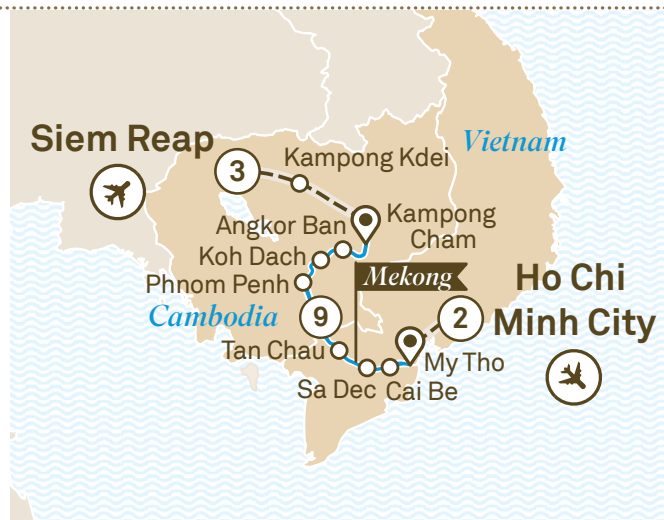 Siem Reap
3
Kampong Kdei
Vietnam
Angkor Ban
Kampong
Cham
Koh Dach
Mekong
Phnom Penh
Ho Chi
Minh City
Cambodia
9
2
Tan Chau
My Tho
Sa Dec
Cai Be